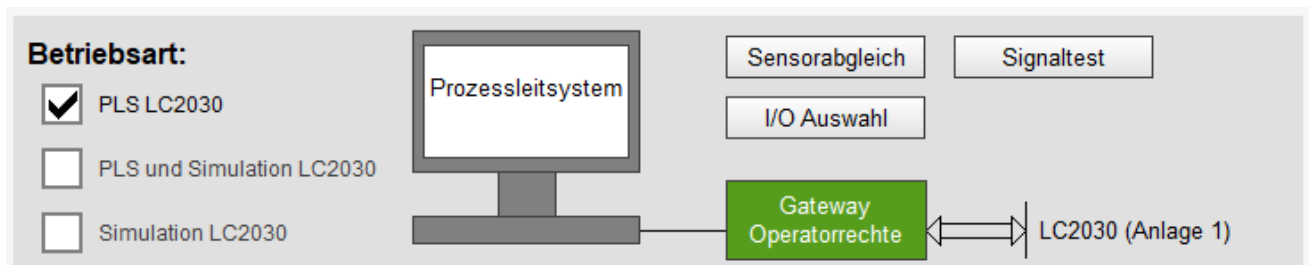 Betriebsart:
PLS LC2030
PLS und Simulation LC2030
Simulation LC2030
Prozessleitsystem
Sensorabgleich
Signaltest
I/O Auswahl
Gateway
Operatorrechte
LC2030 (Anlage 1)